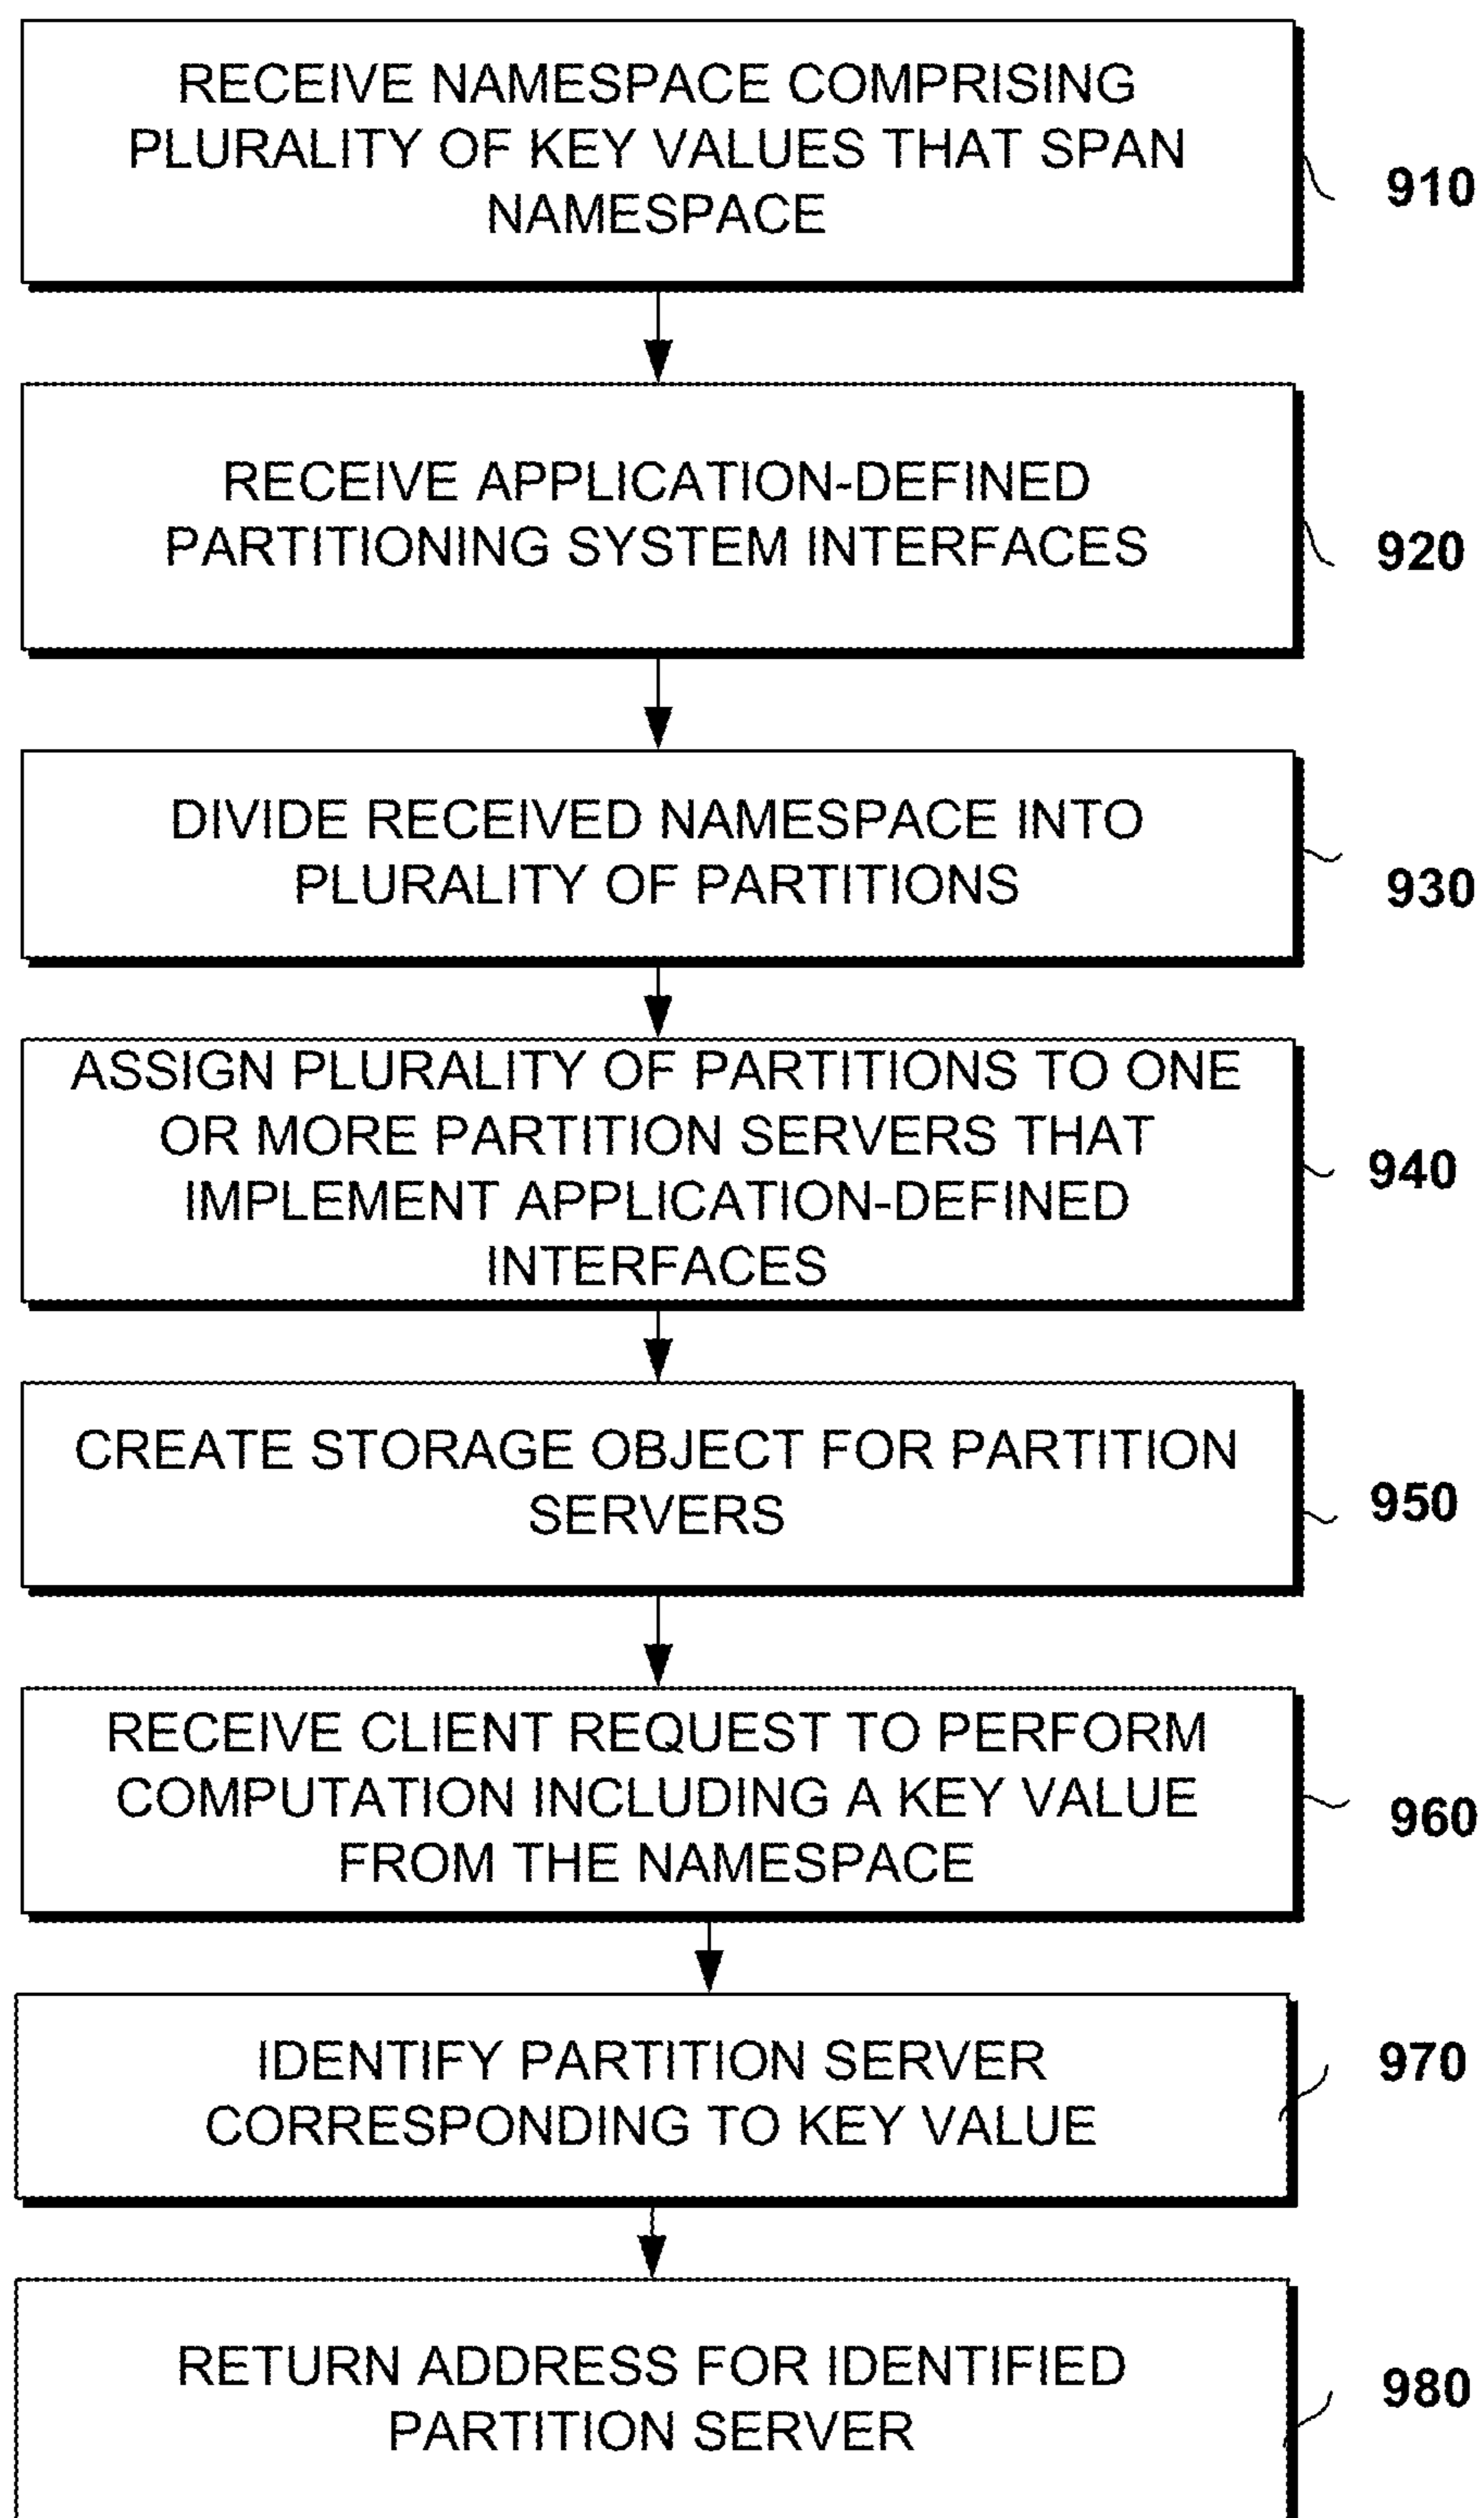 RECEIVE NAMESPACE COMPRISING
PLURALITY OF KEY VALUES THAT SPAN
NAMESPACE
910
RECEIVE APPLICATION-DEFINED
PARTITIONING SYSTEM INTERFACES
920
DIVIDE RECEIVED NAMESPACE INTO
PLURALITY OF PARTITIONS
930
ASSIGN PLURALITY OF PARTITIONS TO ONE
OR MORE PARTITION SERVERS THAT
IMPLEMENT APPLICATION-DEFINED
INTERFACES
940
CREATE STORAGE OBJECT FOR PARTITION
SERVERS
950
RECEIVE CLIENT REQUEST TO PERFORM
COMPUTATION INCLUDING A KEY VALUE
FROM THE NAMESPACE
960
IDENTIFY PARTITION SERVER
CORRESPONDING TO KEY VALUE
970
RETURN ADDRESS FOR IDENTIFIED
PARTITION SERVER
980